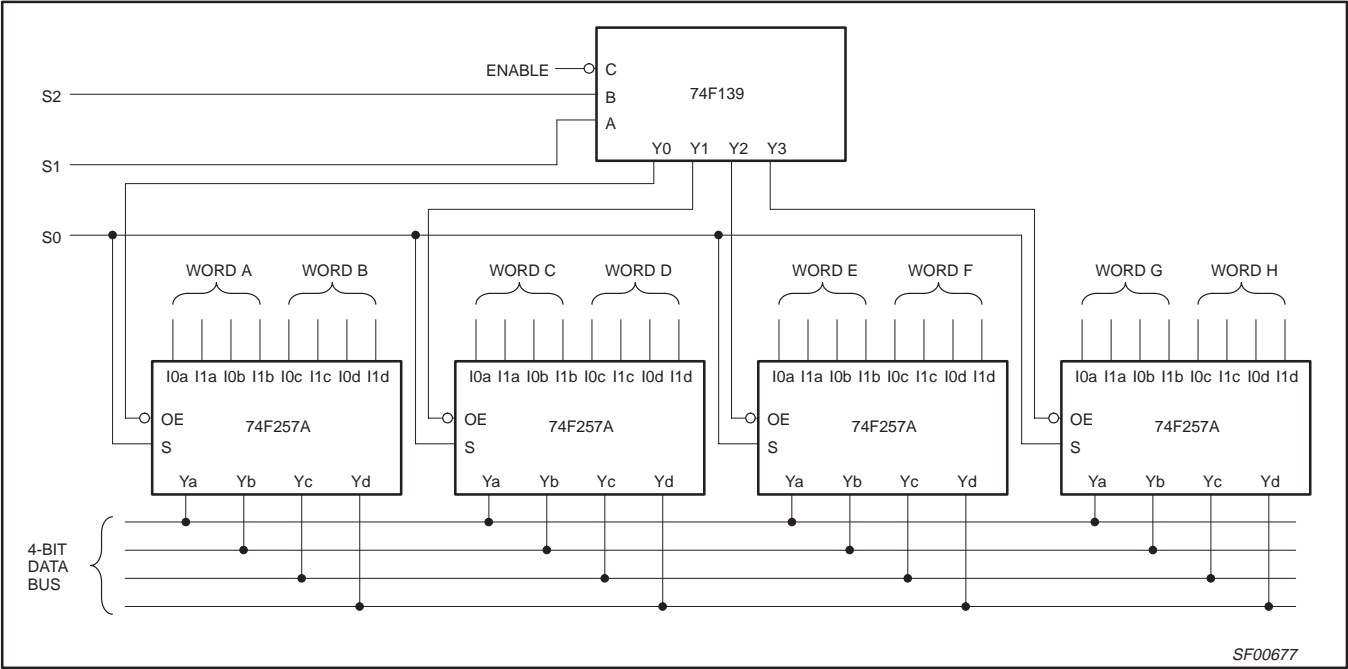 ENABLE
C
S2
B
74F139
A
S1
Y0 Y1 Y2 Y3
S0
WORD A WORD B WORD C WORD D WORD E WORD F WORD G WORD H
I0a I1a I0b I1b I0c I1c I0d I1d I0a I1a I0b I1b I0c I1c I0d I1d I0a I1a I0b I1b I0c I1c I0d I1d I0a I1a I0b I1b I0c I1c I0d I1d
OE 74F257A OE 74F257A OE 74F257A OE 74F257A
S S S S
Ya Yb Yc Yd Ya Yb Yc Yd Ya Yb Yc Yd Ya Yb Yc Yd
4-BIT
DATA
BUS
SF00677